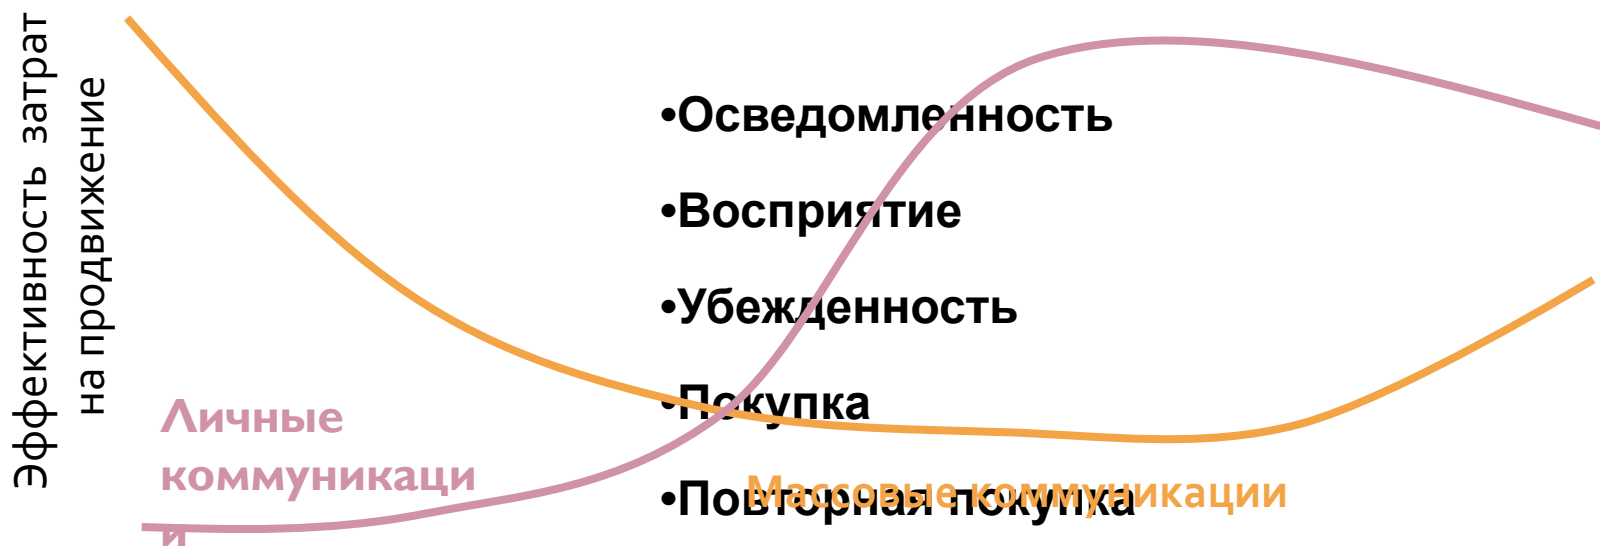 Эффективность затрат
на продвижение
•Осведомленность
•Восприятие
•Убежденность
•Покупка
•Повторная покупка
Личные
коммуникаци
и
Массовые коммуникации